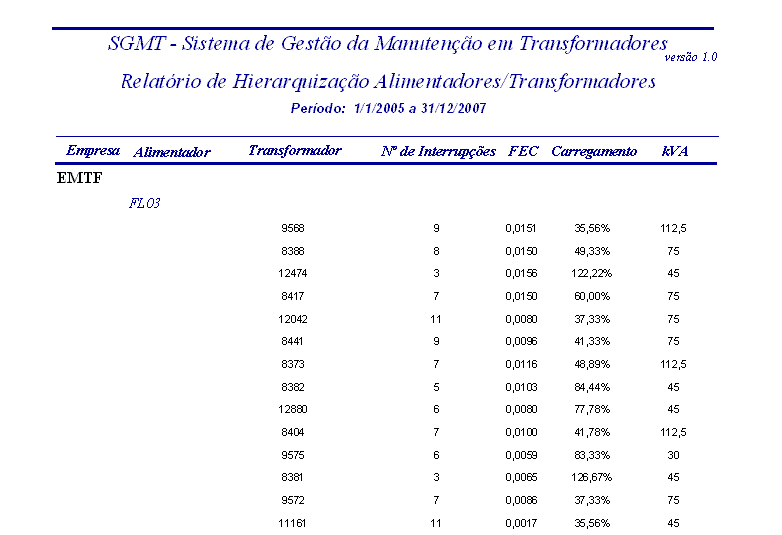 SGMT - Sistema de Gestão da Manutenção em Transformadores
versão 1.0
Relatório de Hierarquização Alimentadores/Transformadores
Período: 1/1/2005 a 31/12/2007
Empresa Alimentador Transformador Nº de Interrupções FEC Carregamento kVA
EMTF
FL03
9568 9 0,0151 35,56% 112,5
8388 8 0,0150 49,33% 75
12474 3 0,0156 122,22% 45
8417 7 0,0150 60,00% 75
12042 11 0,0080 37,33% 75
8441 9 0,0096 41,33% 75
8373 7 0,0116 48,89% 112,5
8382 5 0,0103 84,44% 45
12880 6 0,0080 77,78% 45
8404 7 0,0100 41,78% 112,5
9575 6 0,0059 83,33% 30
8381 3 0,0065 126,67% 45
9572 7 0,0086 37,33% 75
11161 11 0,0017 35,56% 45